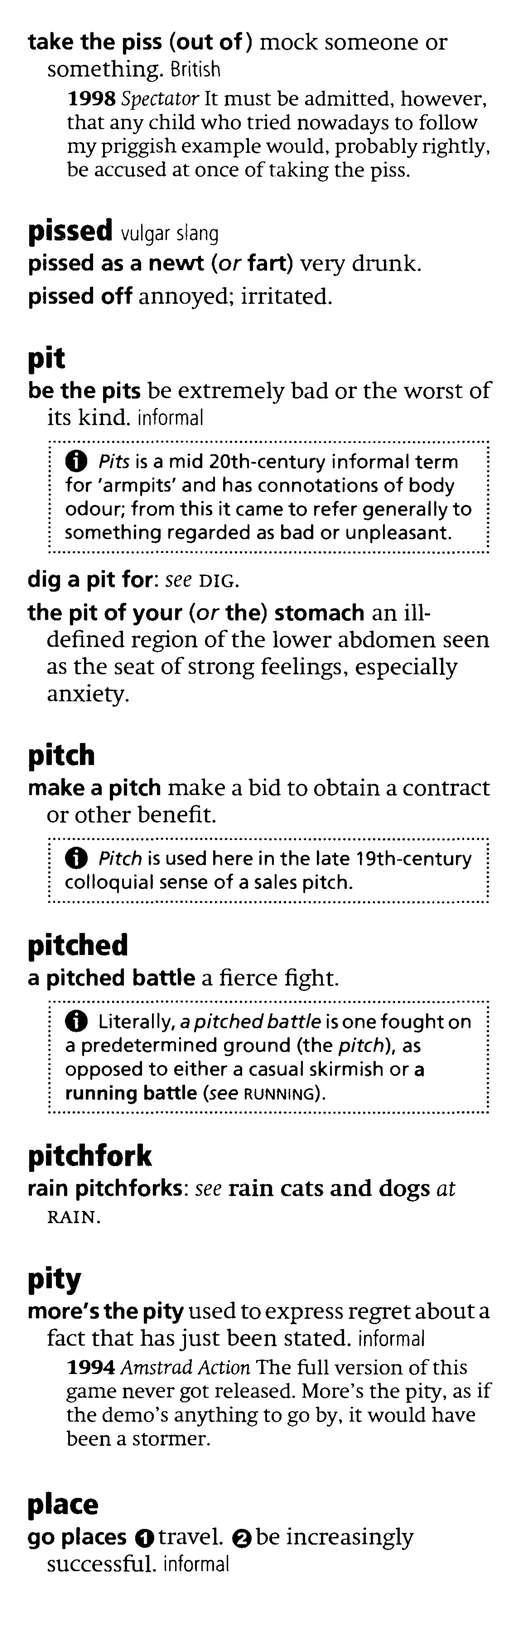 take the piss (out of) mock someone or
something. British
1998 Spectator It must be admitted, however,
that any child who tried nowadays to follow
my priggish example would, probably rightly,
be accused at once of taking the piss.
pissed vulgar slang
pissed as a newt (or fart) very drunk.
pissed off annoyed; irritated.
pit
be the pits be extremely bad or the worst of
its kind. informal
i Pits is a mid 20th-century informal term
for 'armpits' and has connotations of body
odour; from this it came to refer generally to
something regarded as bad or unpleasant.
dig a pit for: see DIG.
the pit of your (or the) stomach an ill-
defined region of the lower abdomen seen
as the seat of strong feelings, especially
anxiety.
pitch
make a pitch make a bid to obtain a contract
or other benefit.
i Pitch is used here in the late 19th-century
colloquial sense of a sales pitch.
pitched
a pitched battle a fierce fight.
i Literally, a pitched battle is one fought on
a predetermined ground (the pitch), as
opposed to either a casual skirmish or a
running battle (see RUNNING).
pitchfork
rain pitchforks: see rain cats and dogs at
RAIN.
pity
more's the pity used to express regret about a
fact that has just been stated. informal
1994 Amstrad Action The full version of this
game never got released. More's the pity, as if
the demo's anything to go by, it would have
been a stormer.
place
go places ❶ travel. ❷ be increasingly
successful. informal